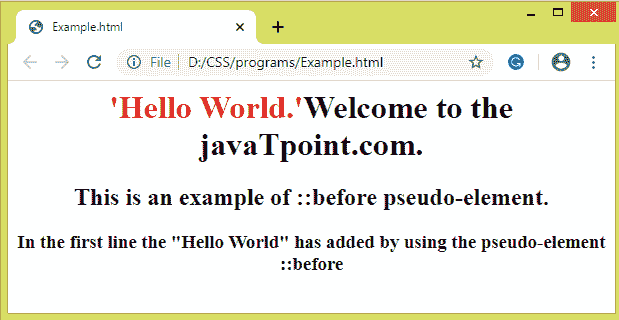 Example.html
File | D:/CSS/programs/Example.html
'Hello World.'Welcome to the
javaTpoint.com.
This is an example of ::before pseudo-element.
In the first line the "Hello World" has added by using the pseudo-element
::before